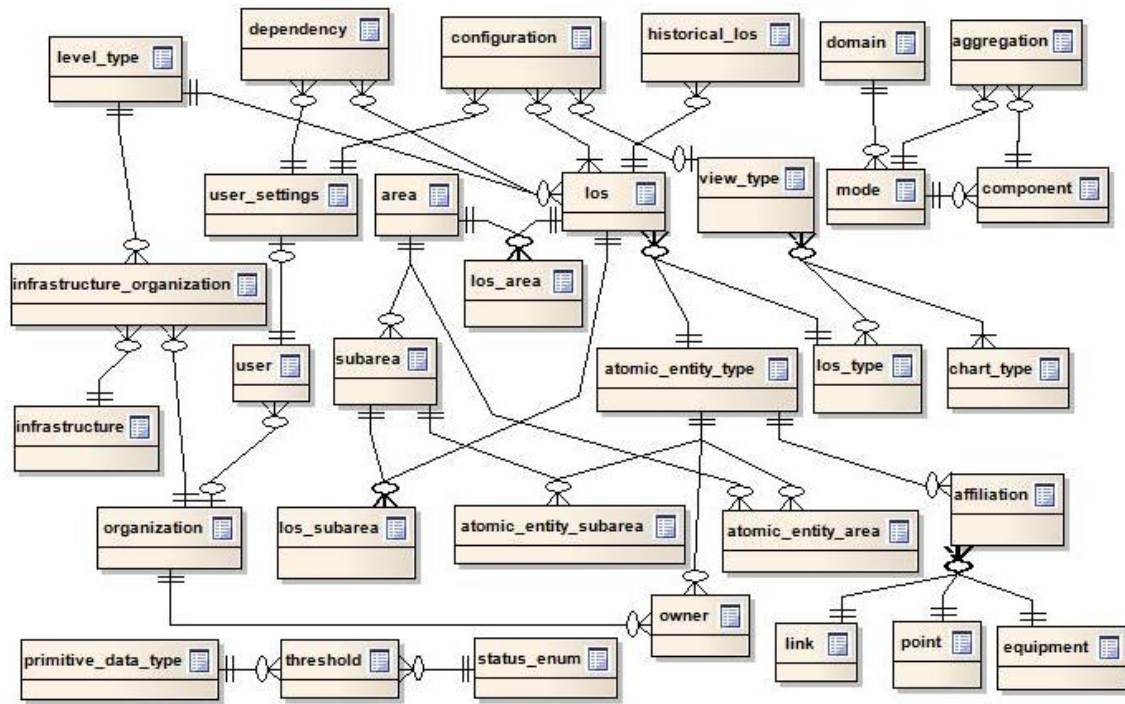 dependency
configuration
historical_los
domain
aggregation
level_type
user_settings
area
los
view_type
mode
component
infrastructure_organization
los_area
user
subarea
atomic_entity_type
los_type
chart_type
infrastructure
organization
los_subarea
atomic_entity_subarea
atomic_entity_area
affiliation
owner
link
point
equipment
primitive_data_type
threshold
status_enum